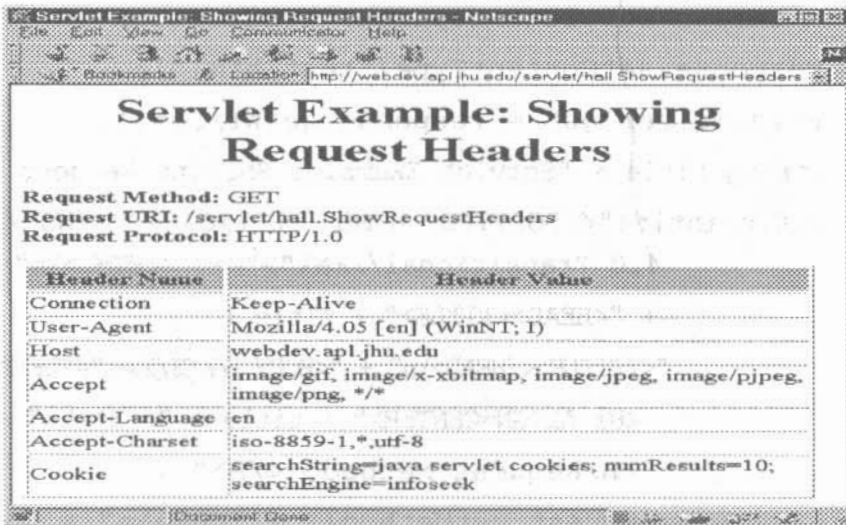 Servlet Example: Showing Request Headers - Netscape
File Edit View Go Communicator Help
Bookmarks Location http://webdev.apl.jhu.edu/servlet/hall.ShowRequestHeaders
Servlet Example: Showing
Request Headers
Request Method: GET
Request URI: /servlet/hall.ShowRequestHeaders
Request Protocol: HTTP/1.0
Header Name Header Value
Connection Keep-Alive
User-Agent Mozilla/4.05 [en] (WinNT; I)
Host webdev.apl.jhu.edu
Accept image/gif, image/x-xbitmap, image/jpeg, image/pjpeg,
image/png, */*
Accept-Language en
Accept-Charset iso-8859-1,*,utf-8
Cookie searchString=java servlet cookies; numResults=10;
searchEngine=infoseek
Document Done